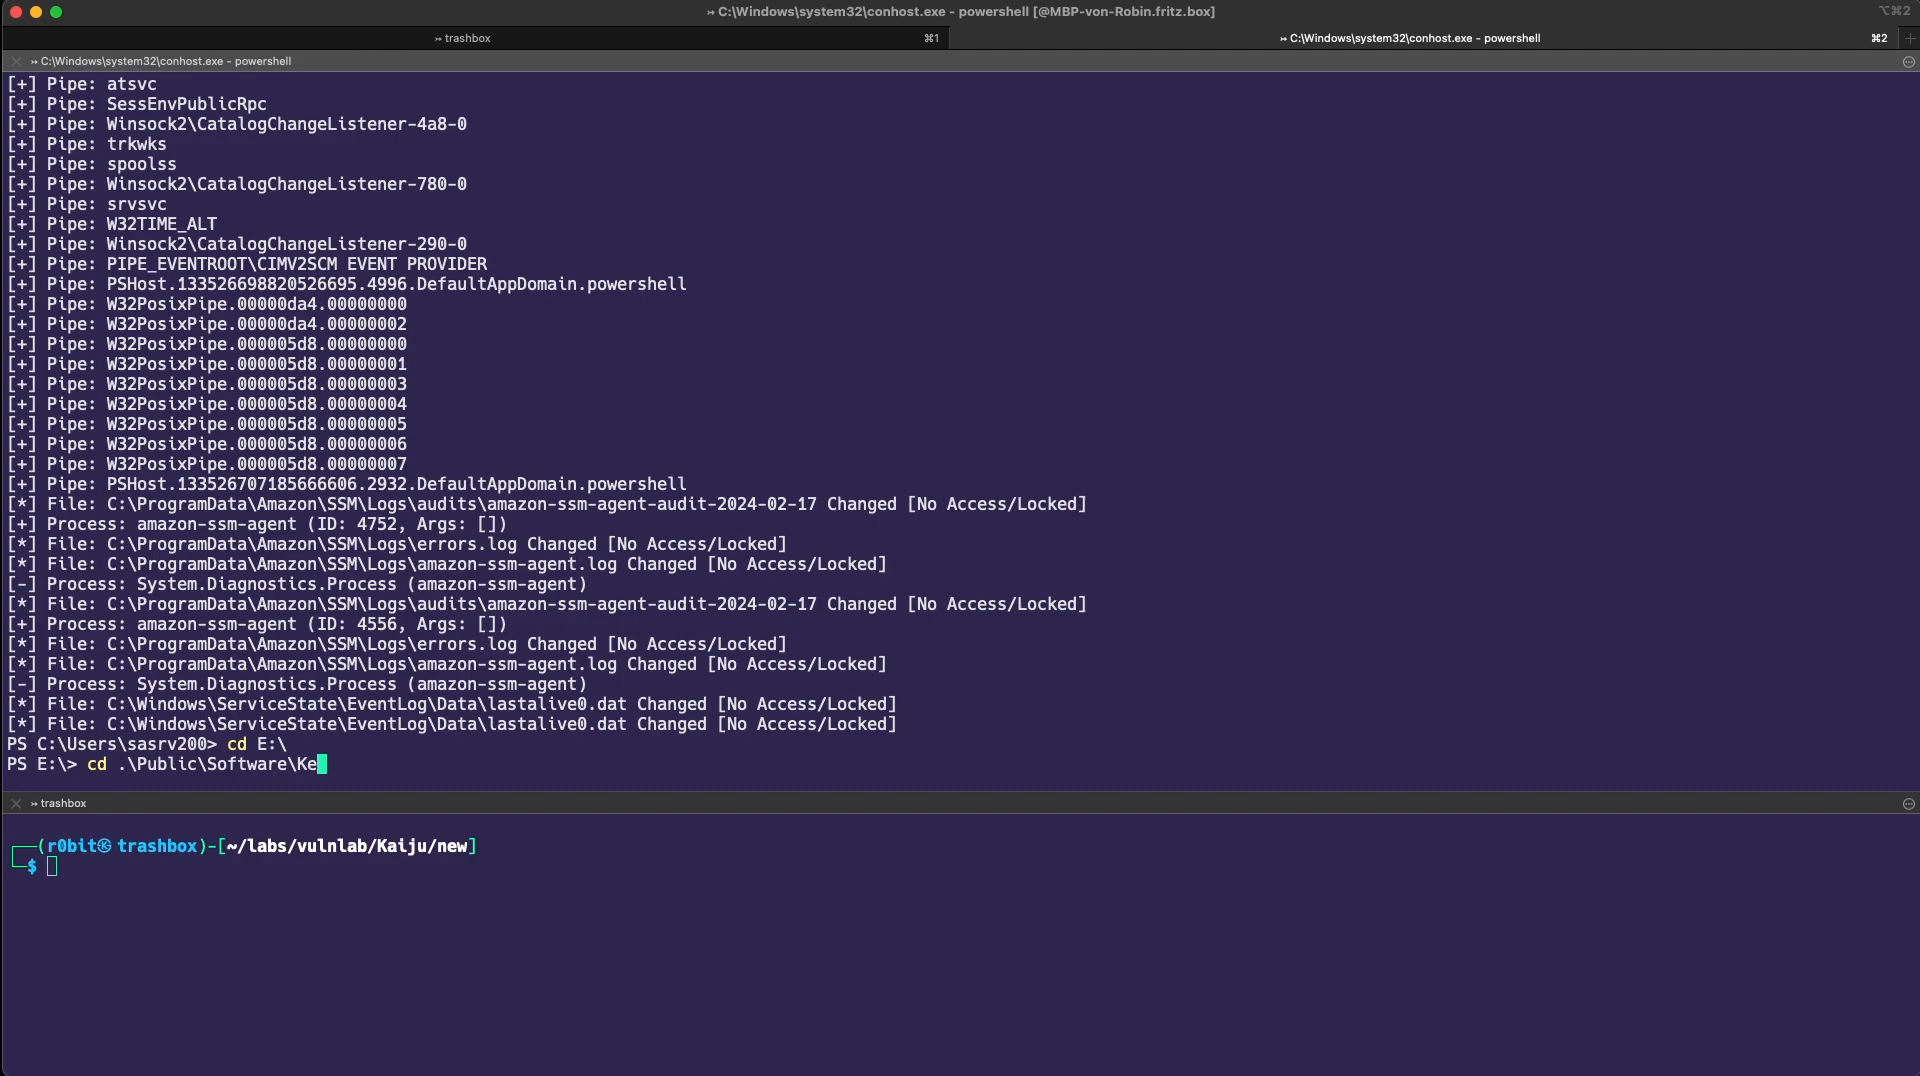 ↣ C:\Windows\system32\conhost.exe - powershell [@MBP-von-Robin.fritz.box]
⌥⌘2
↣ trashbox
⌘1
↣ C:\Windows\system32\conhost.exe - powershell
⌘2
↣ C:\Windows\system32\conhost.exe - powershell
[+] Pipe: atsvc
[+] Pipe: SessEnvPublicRpc
[+] Pipe: Winsock2\CatalogChangeListener-4a8-0
[+] Pipe: trkwks
[+] Pipe: spoolss
[+] Pipe: Winsock2\CatalogChangeListener-780-0
[+] Pipe: srvsvc
[+] Pipe: W32TIME_ALT
[+] Pipe: Winsock2\CatalogChangeListener-290-0
[+] Pipe: PIPE_EVENTROOT\CIMV2SCM EVENT PROVIDER
[+] Pipe: PSHost.133526698820526695.4996.DefaultAppDomain.powershell
[+] Pipe: W32PosixPipe.00000da4.00000000
[+] Pipe: W32PosixPipe.00000da4.00000002
[+] Pipe: W32PosixPipe.000005d8.00000000
[+] Pipe: W32PosixPipe.000005d8.00000001
[+] Pipe: W32PosixPipe.000005d8.00000003
[+] Pipe: W32PosixPipe.000005d8.00000004
[+] Pipe: W32PosixPipe.000005d8.00000005
[+] Pipe: W32PosixPipe.000005d8.00000006
[+] Pipe: W32PosixPipe.000005d8.00000007
[+] Pipe: PSHost.133526707185666606.2932.DefaultAppDomain.powershell
[*] File: C:\ProgramData\Amazon\SSM\Logs\audits\amazon-ssm-agent-audit-2024-02-17 Changed [No Access/Locked]
[+] Process: amazon-ssm-agent (ID: 4752, Args: [])
[*] File: C:\ProgramData\Amazon\SSM\Logs\errors.log Changed [No Access/Locked]
[*] File: C:\ProgramData\Amazon\SSM\Logs\amazon-ssm-agent.log Changed [No Access/Locked]
[-] Process: System.Diagnostics.Process (amazon-ssm-agent)
[*] File: C:\ProgramData\Amazon\SSM\Logs\audits\amazon-ssm-agent-audit-2024-02-17 Changed [No Access/Locked]
[+] Process: amazon-ssm-agent (ID: 4556, Args: [])
[*] File: C:\ProgramData\Amazon\SSM\Logs\errors.log Changed [No Access/Locked]
[*] File: C:\ProgramData\Amazon\SSM\Logs\amazon-ssm-agent.log Changed [No Access/Locked]
[-] Process: System.Diagnostics.Process (amazon-ssm-agent)
[*] File: C:\Windows\ServiceState\EventLog\Data\lastalive0.dat Changed [No Access/Locked]
[*] File: C:\Windows\ServiceState\EventLog\Data\lastalive0.dat Changed [No Access/Locked]
PS C:\Users\sasrv200> cd E:\
PS E:\> cd .\Public\Software\Ke
↣ trashbox
┌──(r0bit㉿trashbox)-[~/labs/vulnlab/Kaiju/new]
└─$